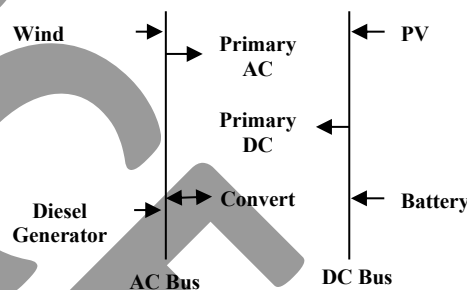 Wind
PV
Primary
AC
Primary
DC
Convert
Battery
Diesel
Generator
AC Bus
DC Bus